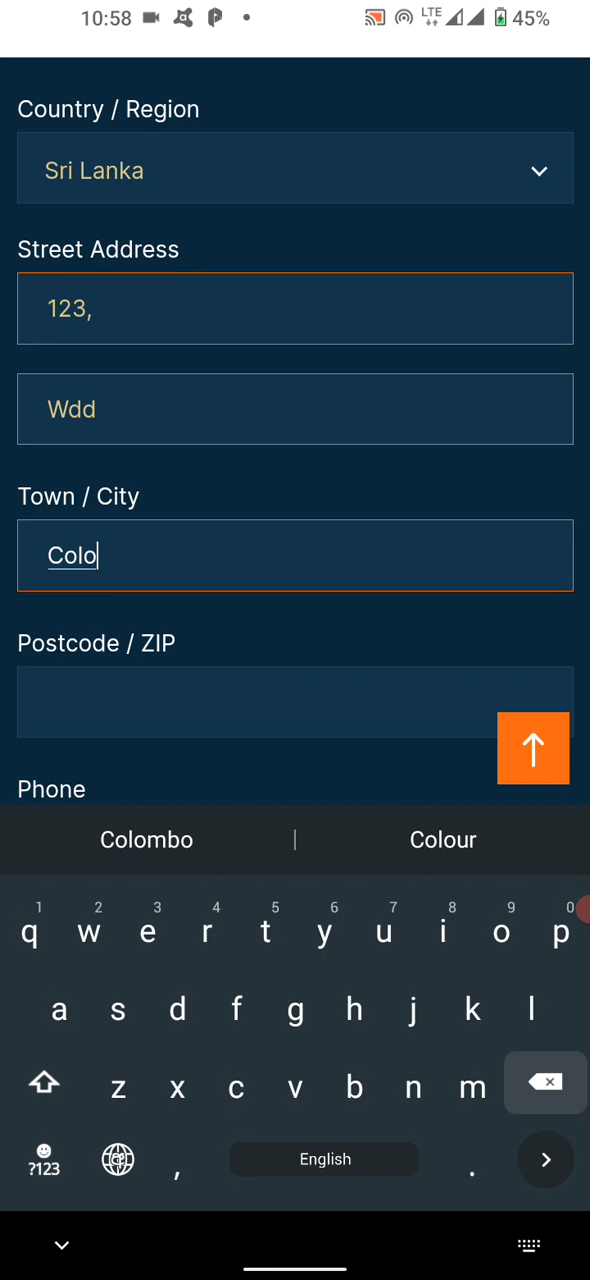 10:58 LTE 45%
Country / Region
Sri Lanka
Street Address
123,
Wdd
Town / City
Colo
Postcode / ZIP
Phone
Colombo | Colour
1 2 3 4 5 6 7 8 9 0
q w e r t y u i o p
a s d f g h j k l
z x c v b n m
?123 , English .